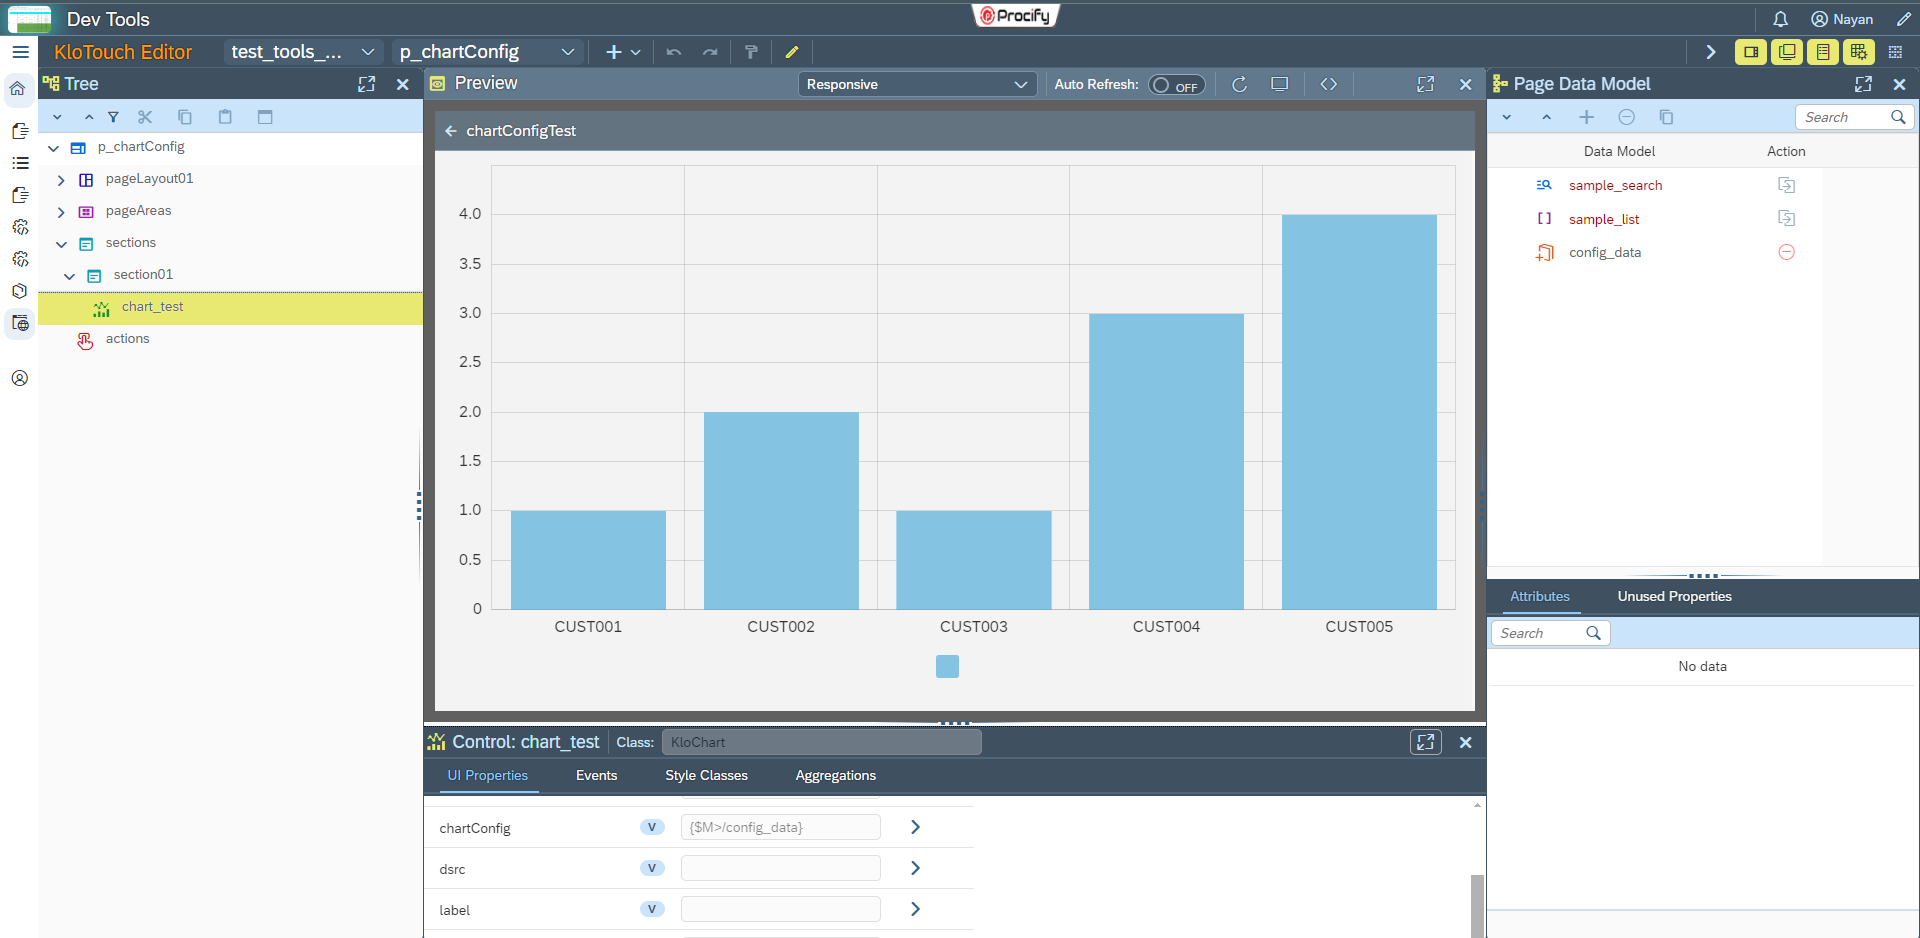 Dev Tools
Procify
Nayan
KloTouch Editor
test_tools_...
p_chartConfig
Tree
Preview
Responsive
Auto Refresh:
OFF
Page Data Model
Search
p_chartConfig
pageLayout01
pageAreas
sections
section01
chart_test
actions
chartConfigTest
4.0
3.5
3.0
2.5
2.0
1.5
1.0
0.5
0
CUST001 CUST002 CUST003 CUST004 CUST005
Data Model Action
sample_search
sample_list
config_data
Attributes Unused Properties
Search
No data
Control: chart_test Class: KloChart
UI Properties Events Style Classes Aggregations
chartConfig V {$M>/config_data}
dsrc V
label V